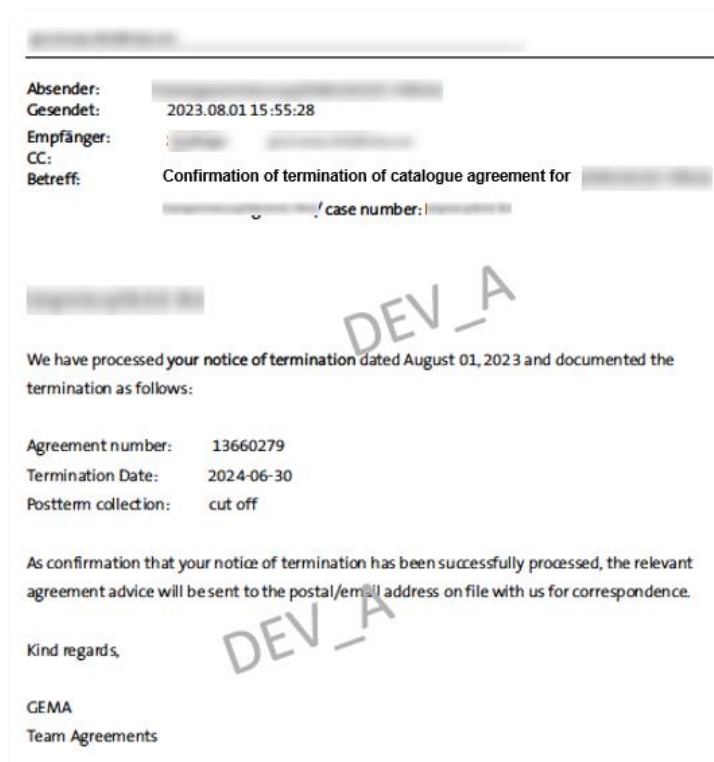 Absender:
Gesendet: 2023.08.01 15:55:28
Empfänger:
CC:
Betreff: Confirmation of termination of catalogue agreement for
/ case number:
DEV_A
We have processed your notice of termination dated August 01, 2023 and documented the
termination as follows:
Agreement number: 13660279
Termination Date: 2024-06-30
Postterm collection: cut off
As confirmation that your notice of termination has been successfully processed, the relevant
agreement advice will be sent to the postal/email address on file with us for correspondence.
DEV_A
Kind regards,
GEMA
Team Agreements